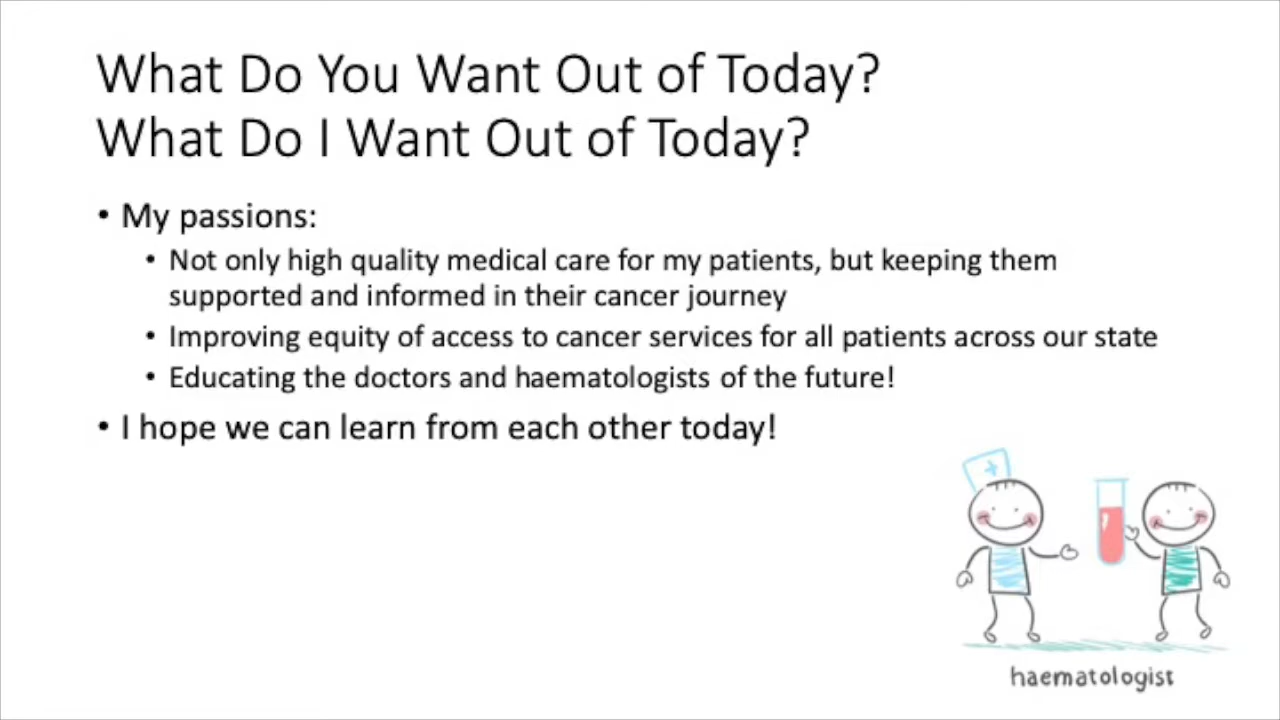 What Do You Want Out of Today?
What Do I Want Out of Today?
• My passions:
• Not only high quality medical care for my patients, but keeping them
supported and informed in their cancer journey
• Improving equity of access to cancer services for all patients across our state
• Educating the doctors and haematologists of the future!
• I hope we can learn from each other today!
haematologist